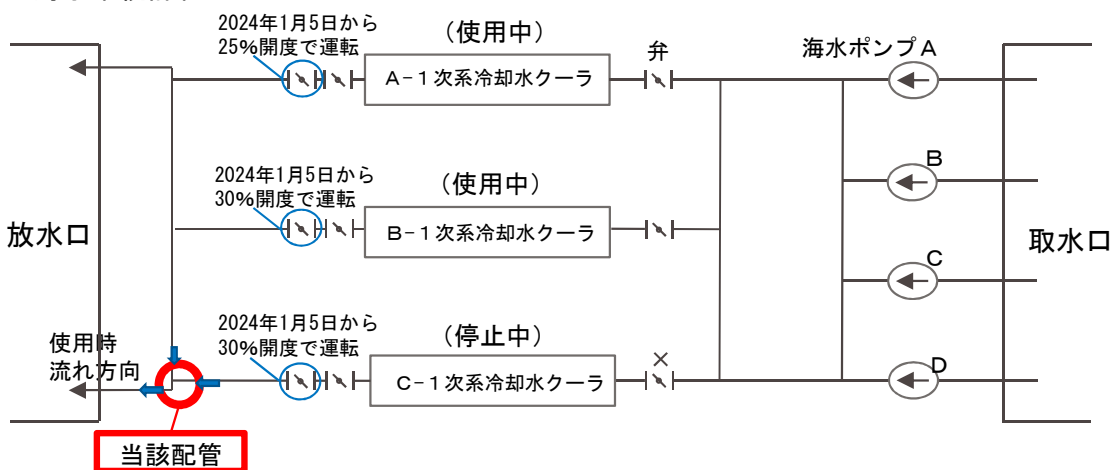 2024年1月5日から
25%開度で運転
(使用中)
弁
海水ポンプA
A-1次系冷却水クーラ
2024年1月5日から
30%開度で運転
(使用中)
B
放水口
B-1次系冷却水クーラ
取水口
C
2024年1月5日から
30%開度で運転
(停止中)
×
使用時
流れ方向
C-1次系冷却水クーラ
D
当該配管